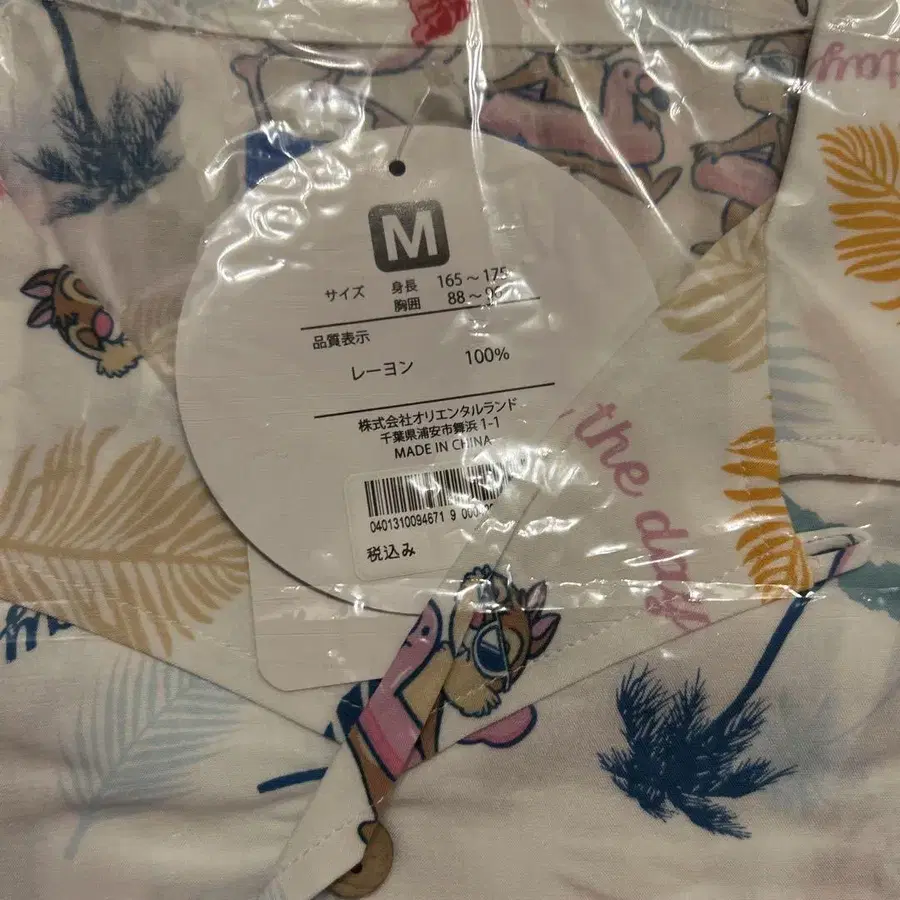 M
サイズ 身長 165～175
胸囲 88～96
品質表示
レーヨン 100%
株式会社オリエンタルランド
千葉県浦安市舞浜 1-1
MADE IN CHINA
0401310094671 9
税込み
the day